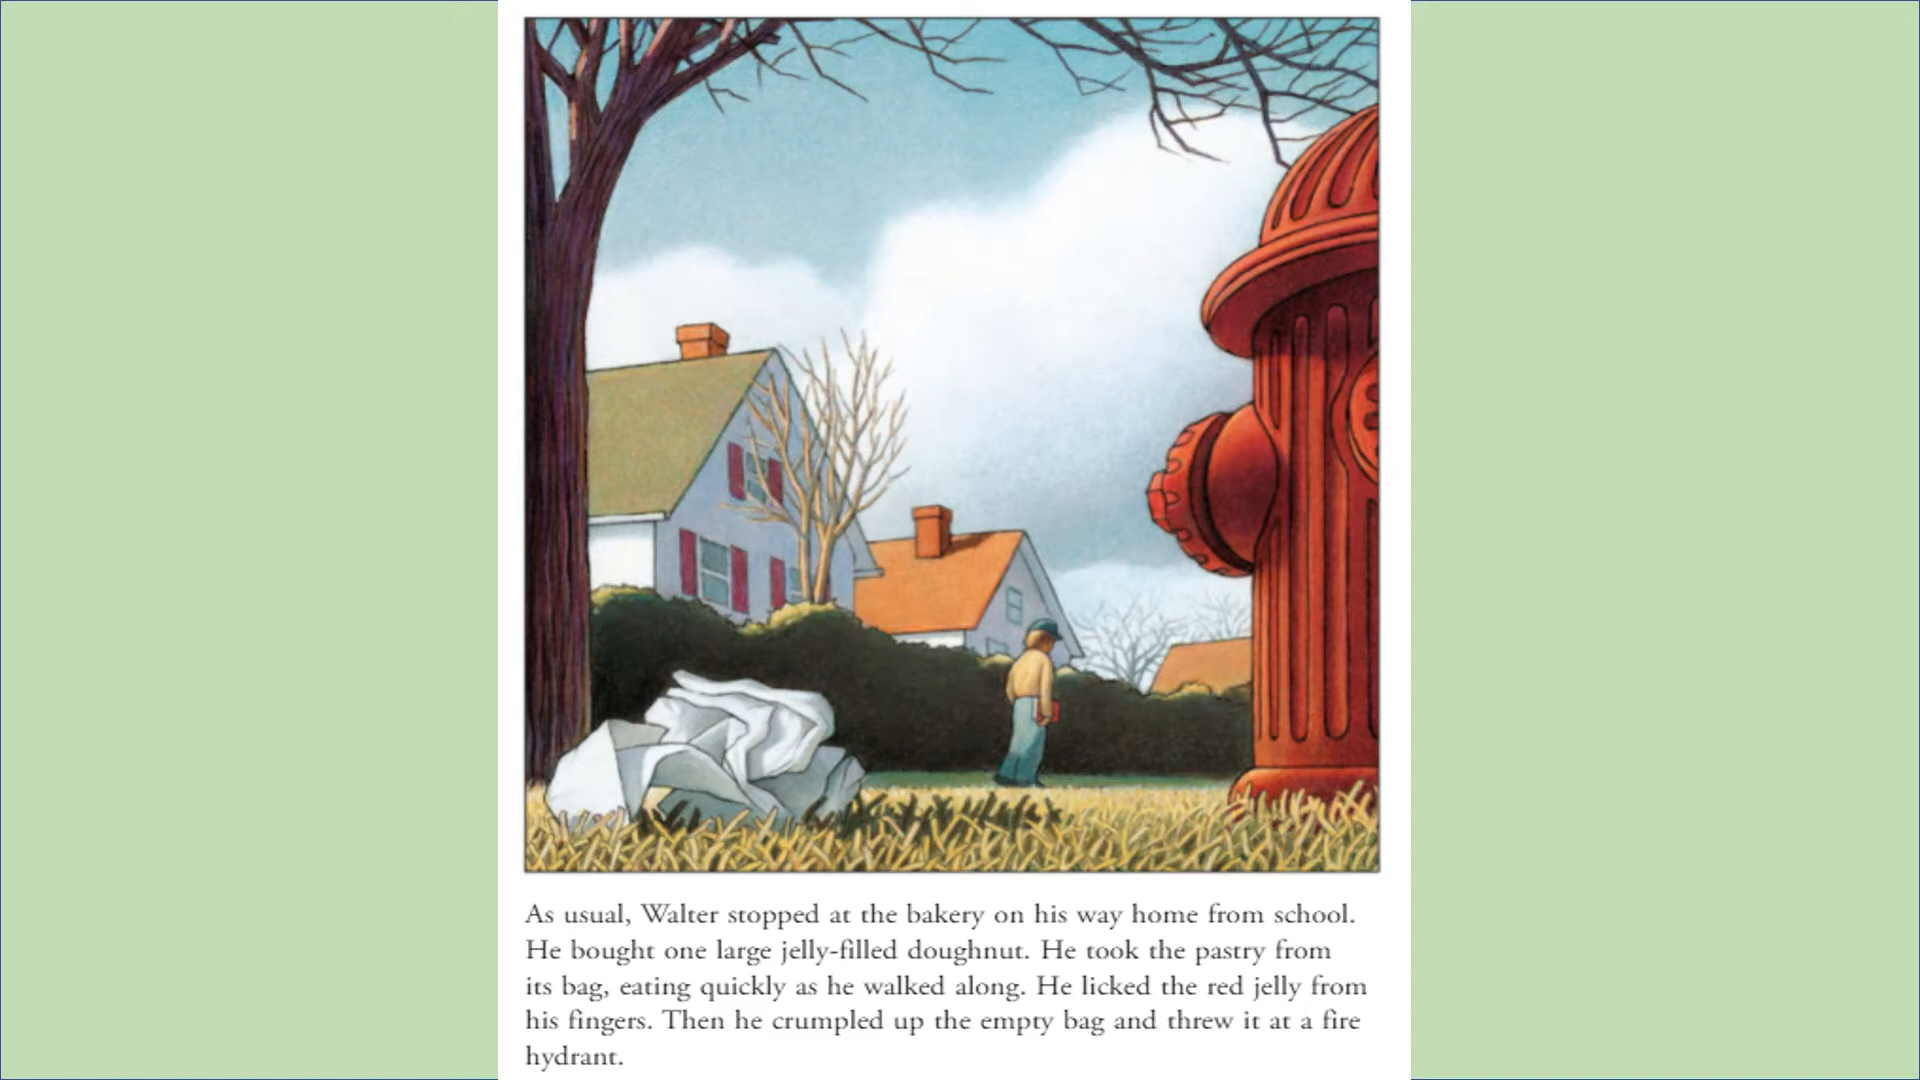 As usual, Walter stopped at the bakery on his way home from school.
He bought one large jelly-filled doughnut. He took the pastry from
its bag, eating quickly as he walked along. He licked the red jelly from
his fingers. Then he crumpled up the empty bag and threw it at a fire
hydrant.